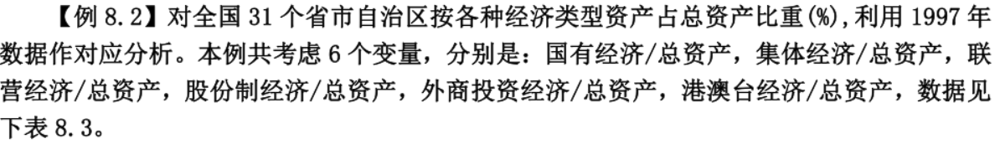 【例 8.2】对全国 31 个省市自治区按各种经济类型资产占总资产比重(%),利用 1997 年
数据作对应分析。本例共考虑 6 个变量，分别是：国有经济/总资产，集体经济/总资产，联
营经济/总资产，股份制经济/总资产，外商投资经济/总资产，港澳台经济/总资产，数据见
下表 8.3。